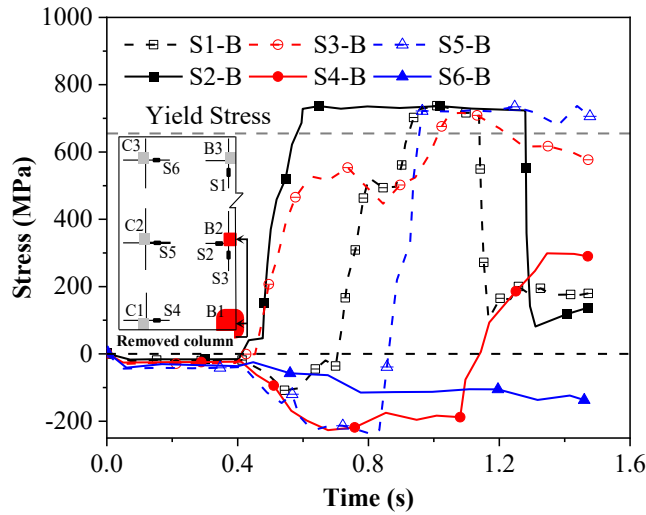 800
700
600
400
200
0
-200
0.0
0.4
0.8
1.2
1.6
Stress (MPa)
Time (s)
S1-B
S3-B
S5-B
S2-B
S4-B
S6-B
Yield Stress
C3
B3
S6
S1
C2
B2
S2
S5
S3
C1
S4
B1
Removed column